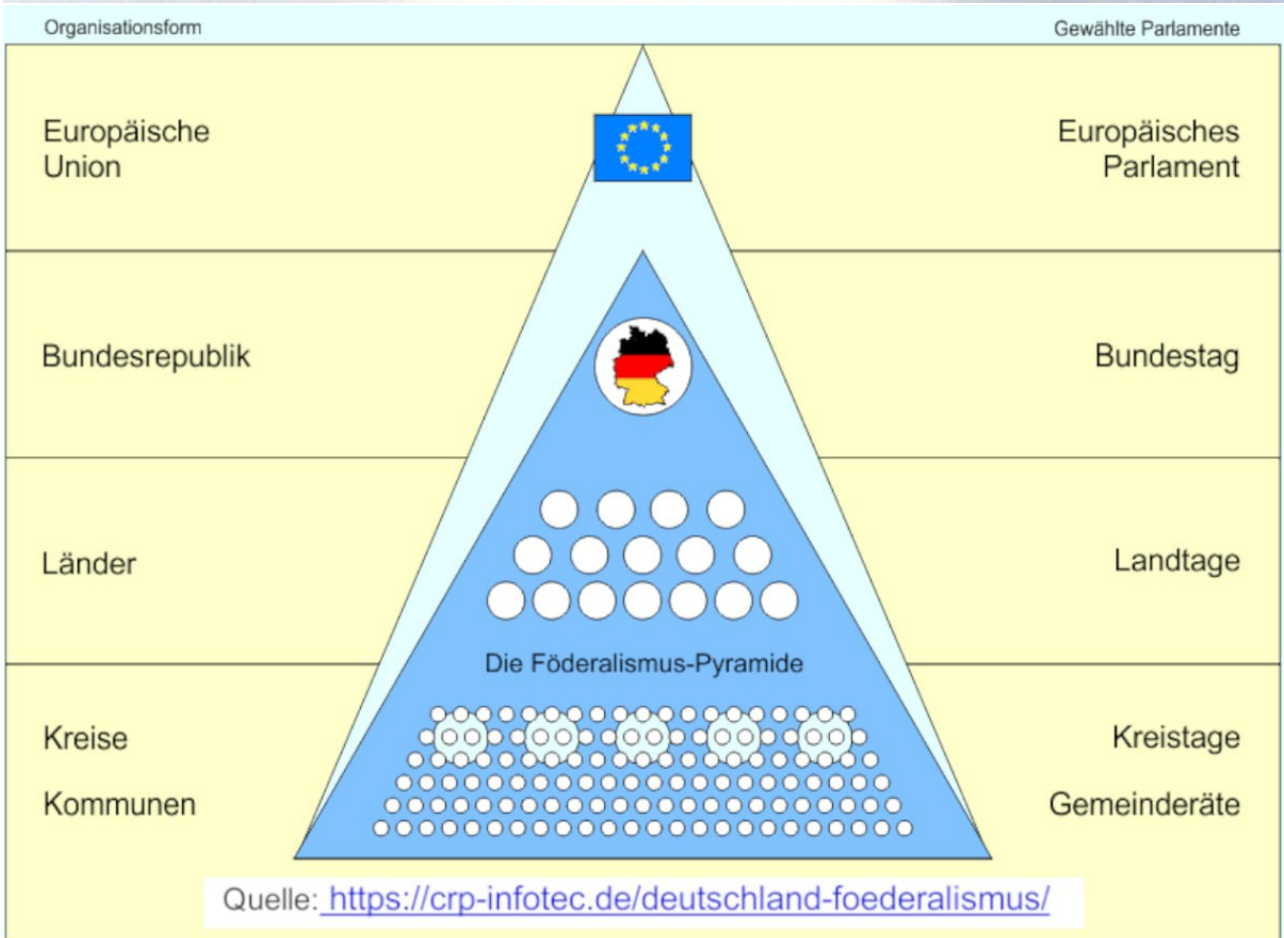 Organisationsform
Gewählte Parlamente
Europäische
Union
Europäisches
Parlament
Bundesrepublik
Bundestag
Länder
Landtage
Die Föderalismus-Pyramide
Kreise
Kreistage
Kommunen
Gemeinderäte
Quelle: https://crp-infotec.de/deutschland-foederalismus/